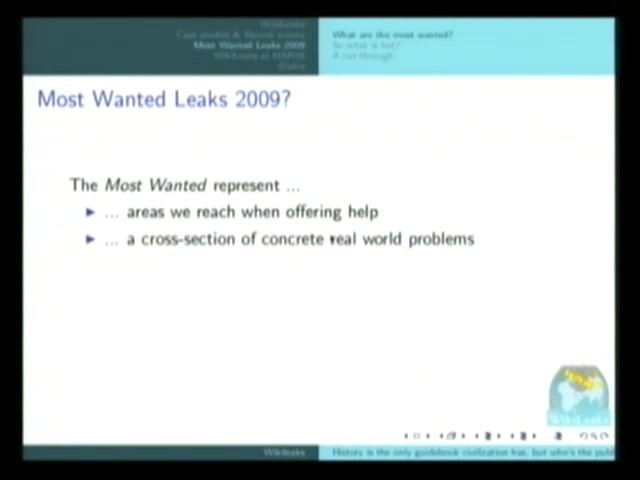 WikiLeaks
Case studies & Recent events
Most Wanted Leaks 2009
WikiLeaks at HAR09
Outro
What are the most wanted?
So what is hot?
A cut-through
Most Wanted Leaks 2009?
The Most Wanted represent ...
... areas we reach when offering help
... a cross-section of concrete real world problems
WikiLeaks
Wikileaks
History is the only guidebook civilization has, but who's the publ